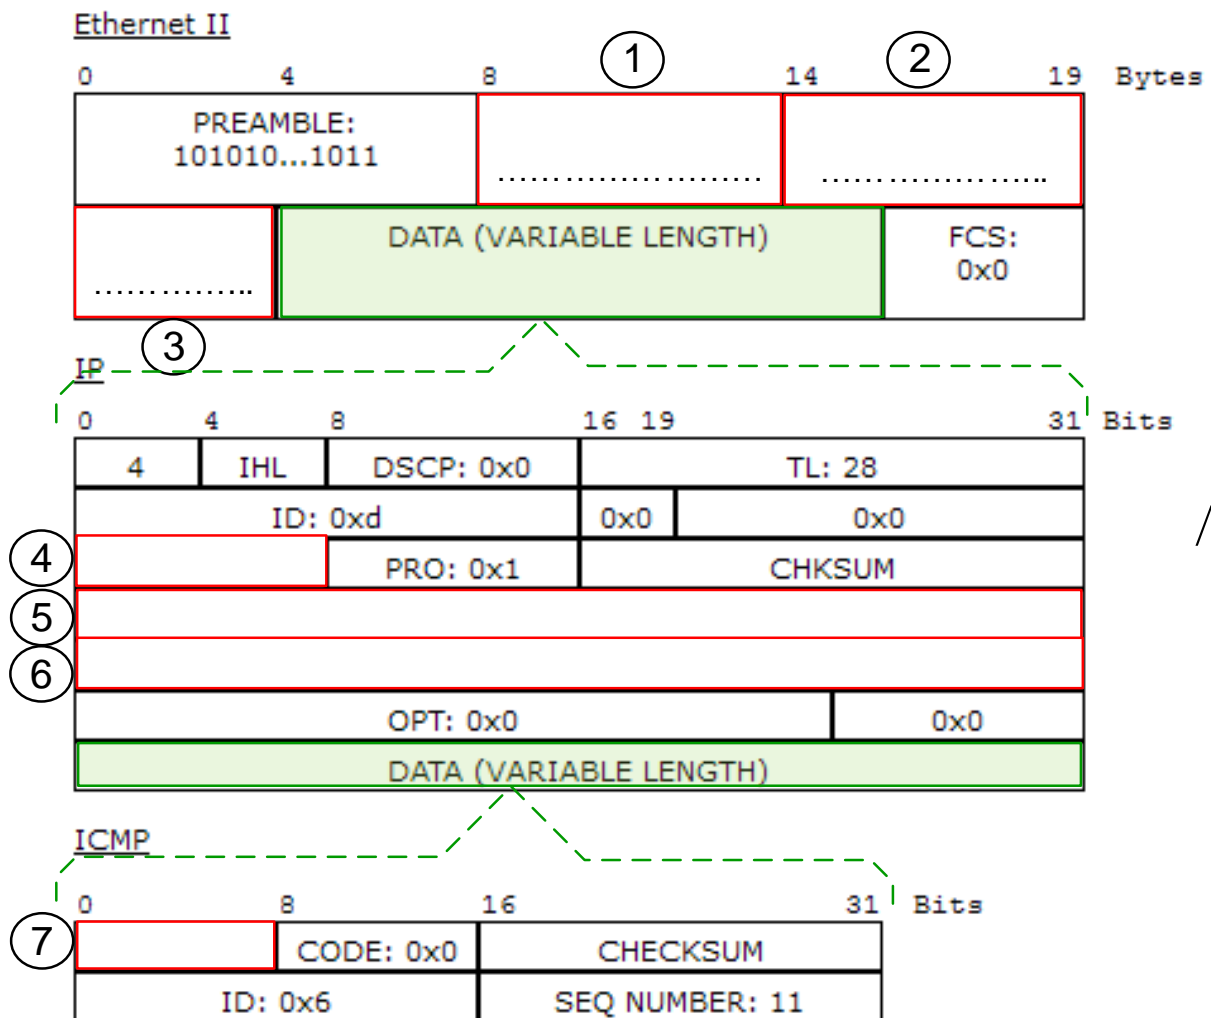 Ethernet II
1 2
0 4 8 14 19 Bytes
PREAMBLE:
101010...1011
........................ .....................
DATA (VARIABLE LENGTH) FCS:
0x0
...............
3
IP
0 4 8 16 19 31 Bits
4 IHL DSCP: 0x0 TL: 28
ID: 0xd 0x0 0x0
4 PRO: 0x1 CHKSUM
5
6
OPT: 0x0 0x0
DATA (VARIABLE LENGTH)
/
ICMP
0 8 16 31 Bits
7 CODE: 0x0 CHECKSUM
ID: 0x6 SEQ NUMBER: 11